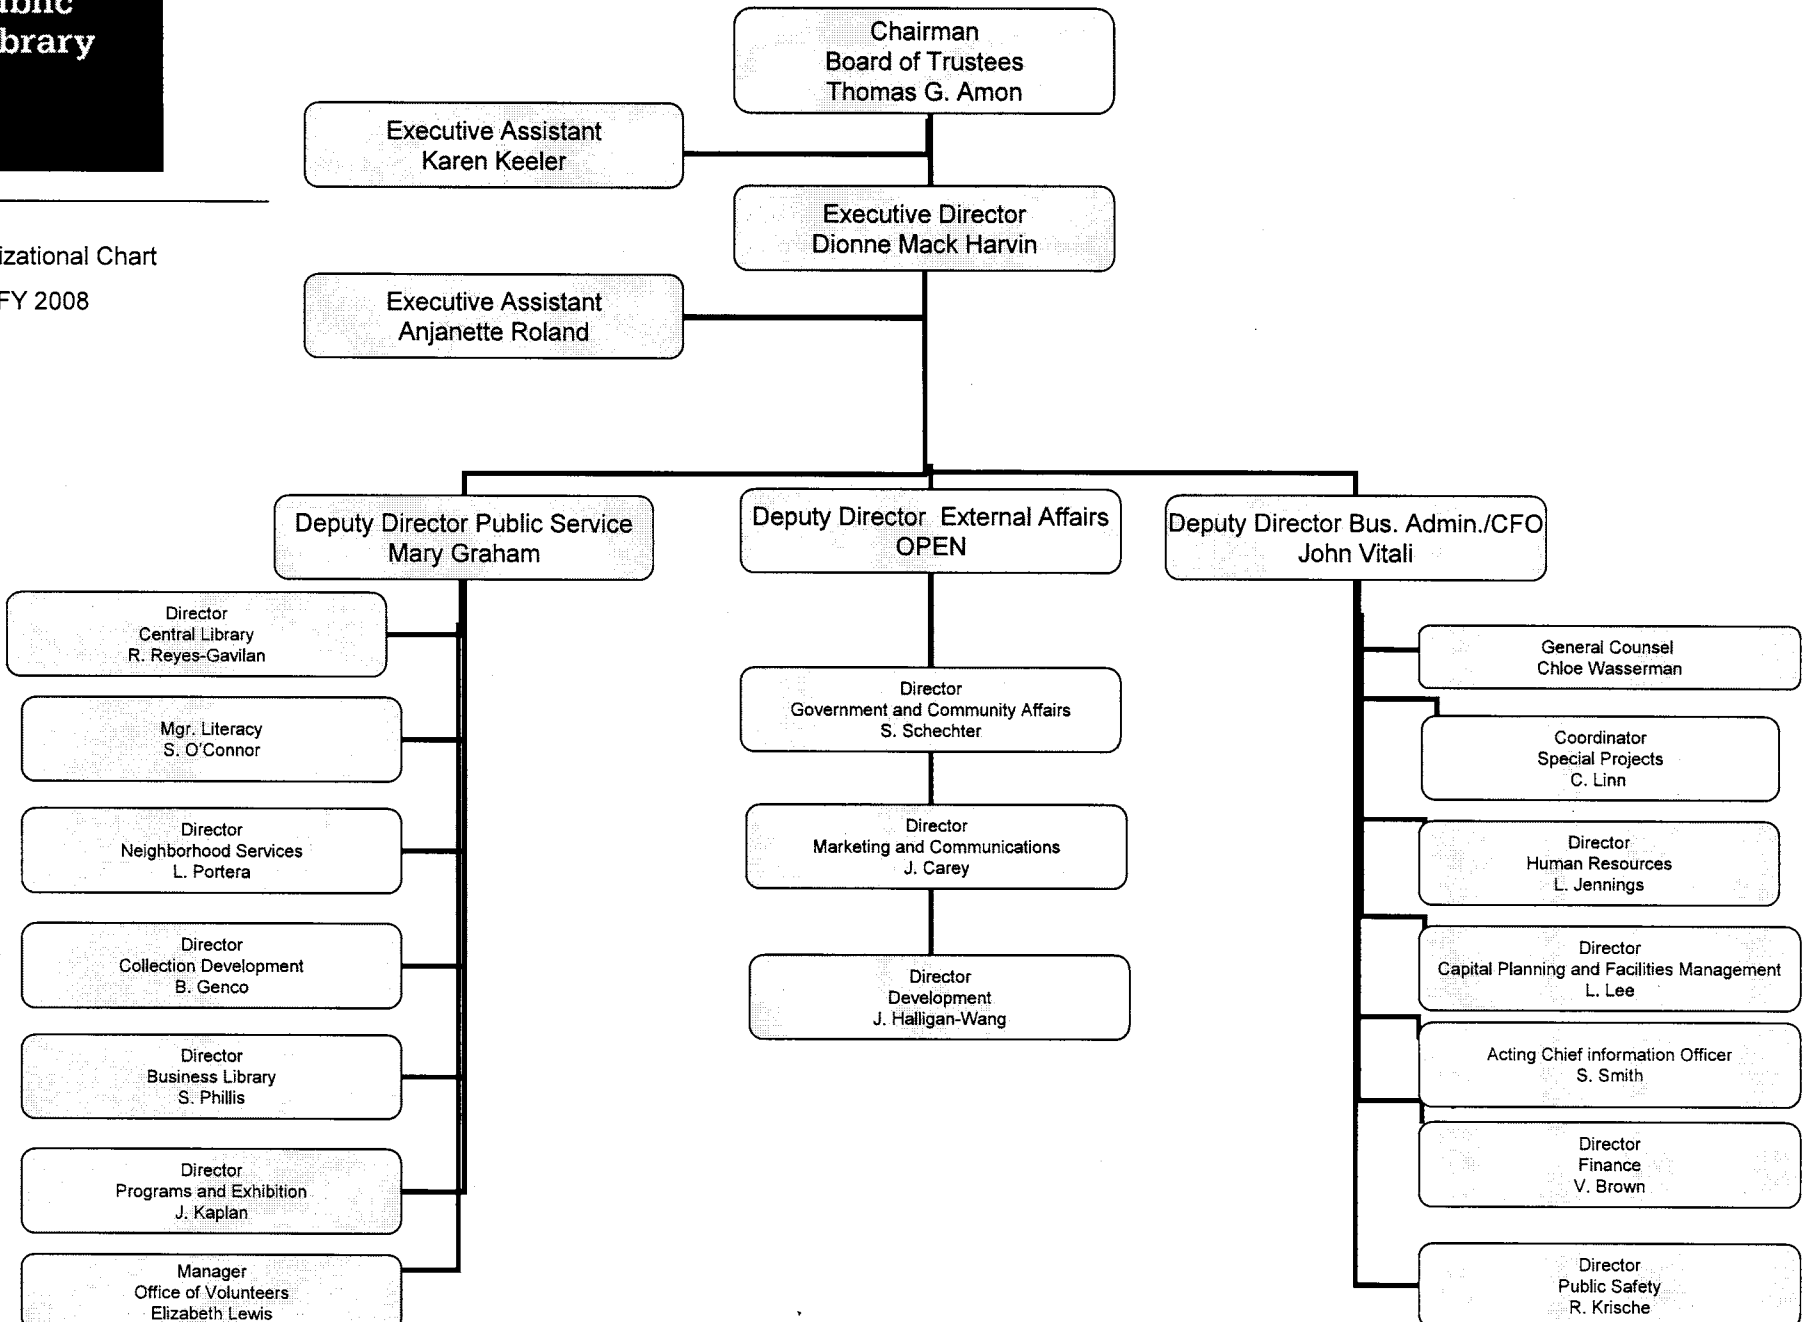 brary
Chairman
Board of Trustees
Thomas G. Amon
Executive Assistant
Karen Keeler
Executive Director
Dionne Mack Harvin
izational Chart
FY 2008
Executive Assistant
Anjanette Roland
Deputy Director Public Service
Mary Graham
Deputy Director External Affairs
OPEN
Deputy Director Bus. Admin./CFO
John Vitali
Director
Central Library
R. Reyes-Gavilan
Mgr. Literacy
S. O'Connor
Director
Neighborhood Services
L. Portera
Director
Collection Development
B. Genco
Director
Business Library
S. Phillis
Director
Programs and Exhibition
J. Kaplan
Manager
Office of Volunteers
Elizabeth Lewis
Director
Government and Community Affairs
S. Schechter
Director
Marketing and Communications
J. Carey
Director
Development
J. Halligan-Wang
General Counsel
Chloe Wasserman
Coordinator
Special Projects
C. Linn
Director
Human Resources
L. Jennings
Director
Capital Planning and Facilities Management
L. Lee
Acting Chief information Officer
S. Smith
Director
Finance
V. Brown
Director
Public Safety
R. Krische